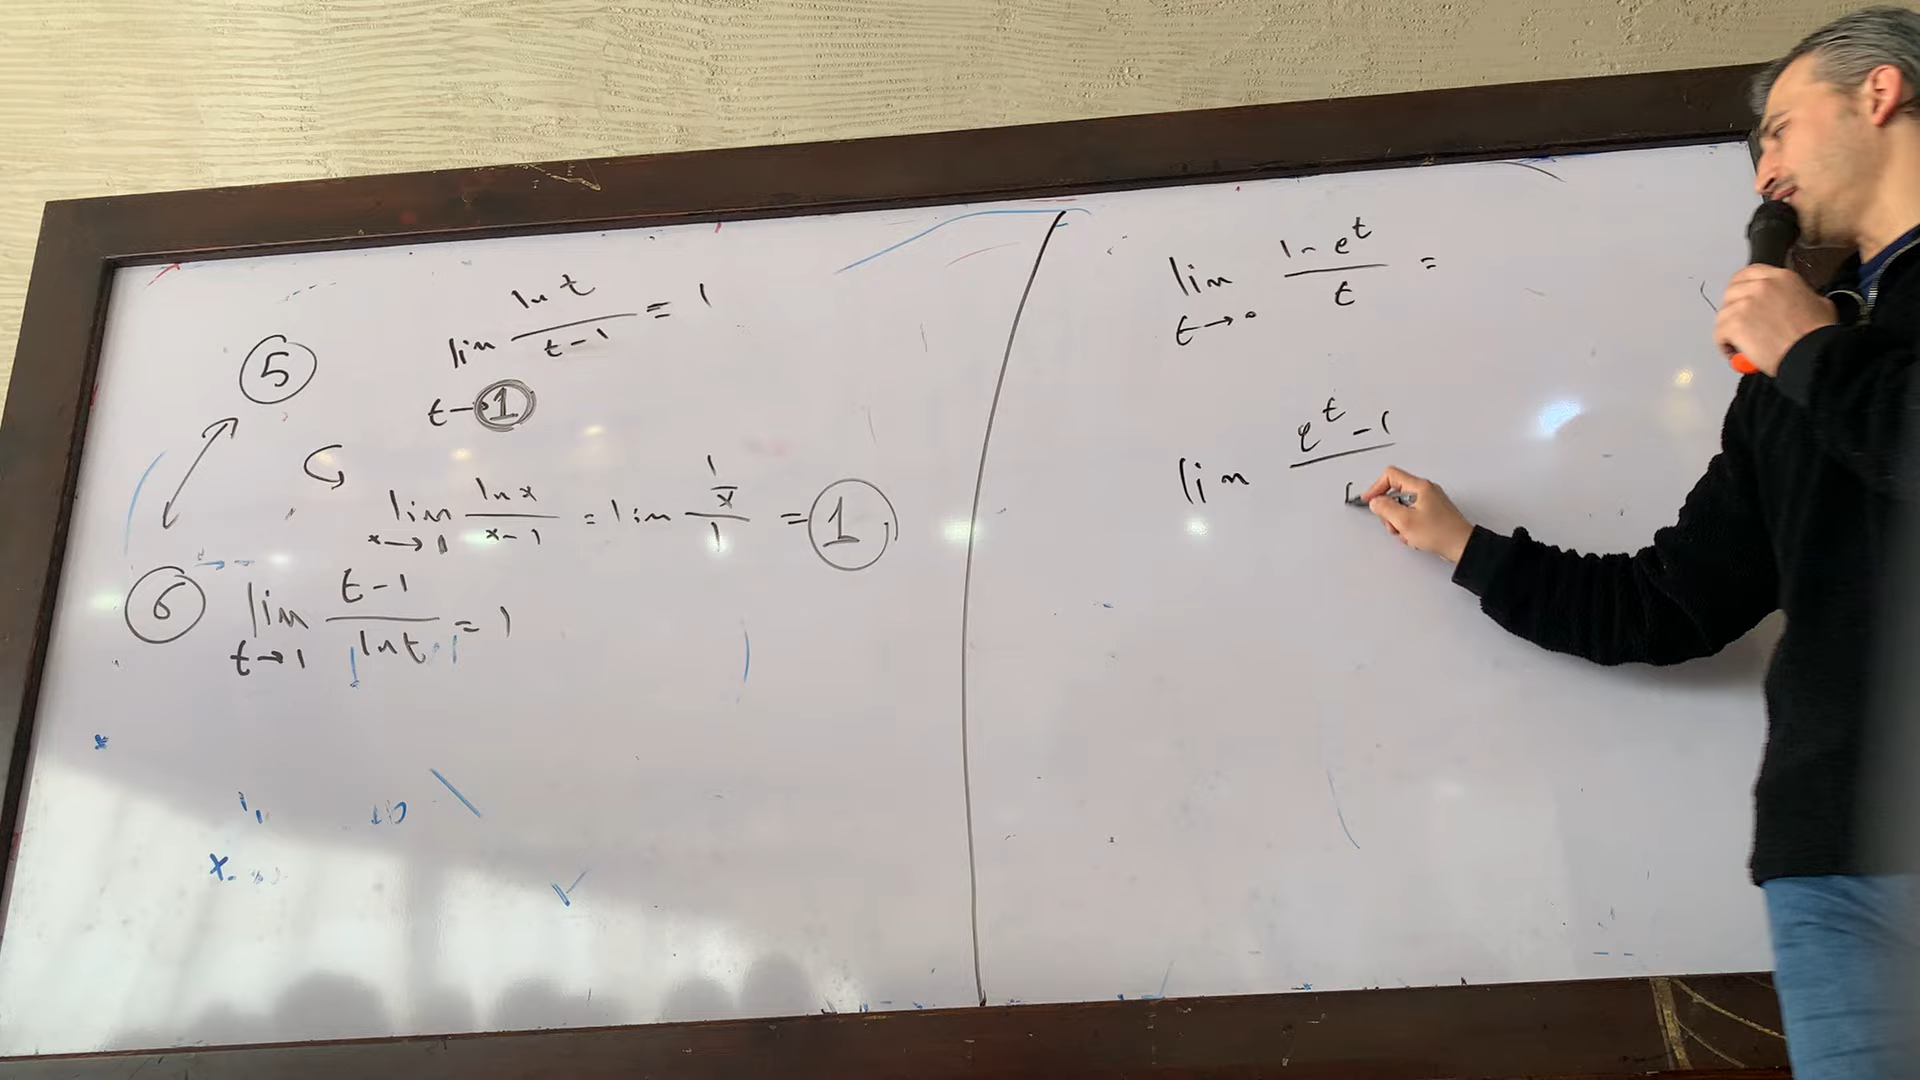 5
lim ln t / t-1 = 1
t→1
lim ln x / x-1 = lim 1/x / 1 = 1
x→1
6
lim t-1 / ln t = 1
t→1
lim 1-e^t / t =
t→0
lim e^t-1 /